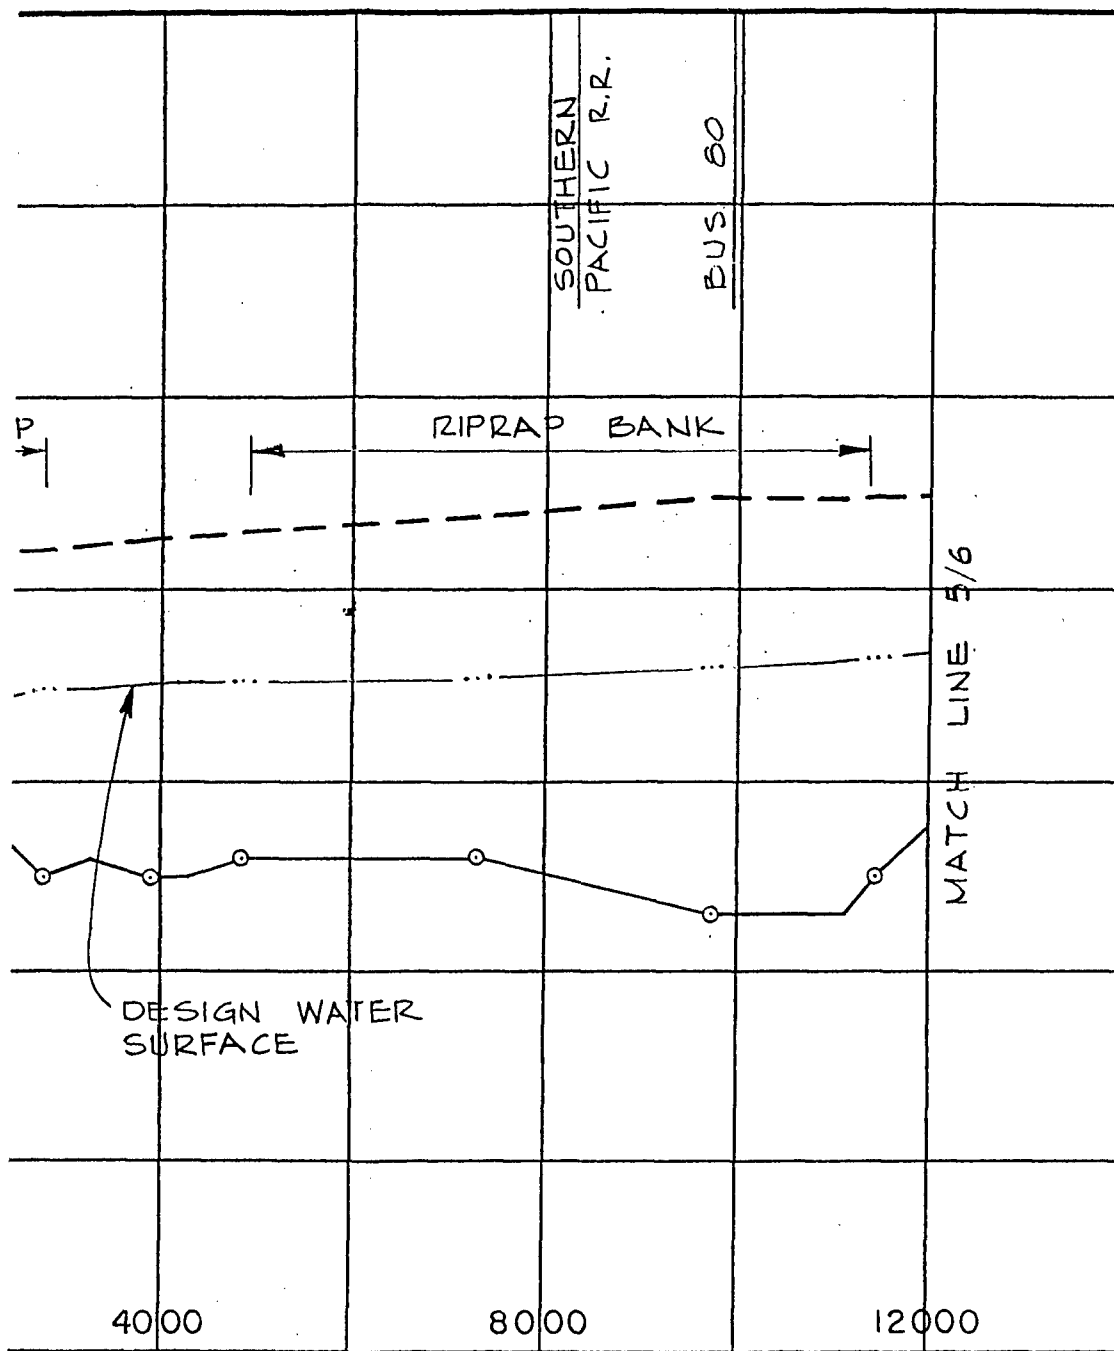 SOUTHERN
PACIFIC R.R.
BUS. 80
P
RIPRAP BANK
MATCH LINE 5/6
DESIGN WATER
SURFACE
4000
8000
12000